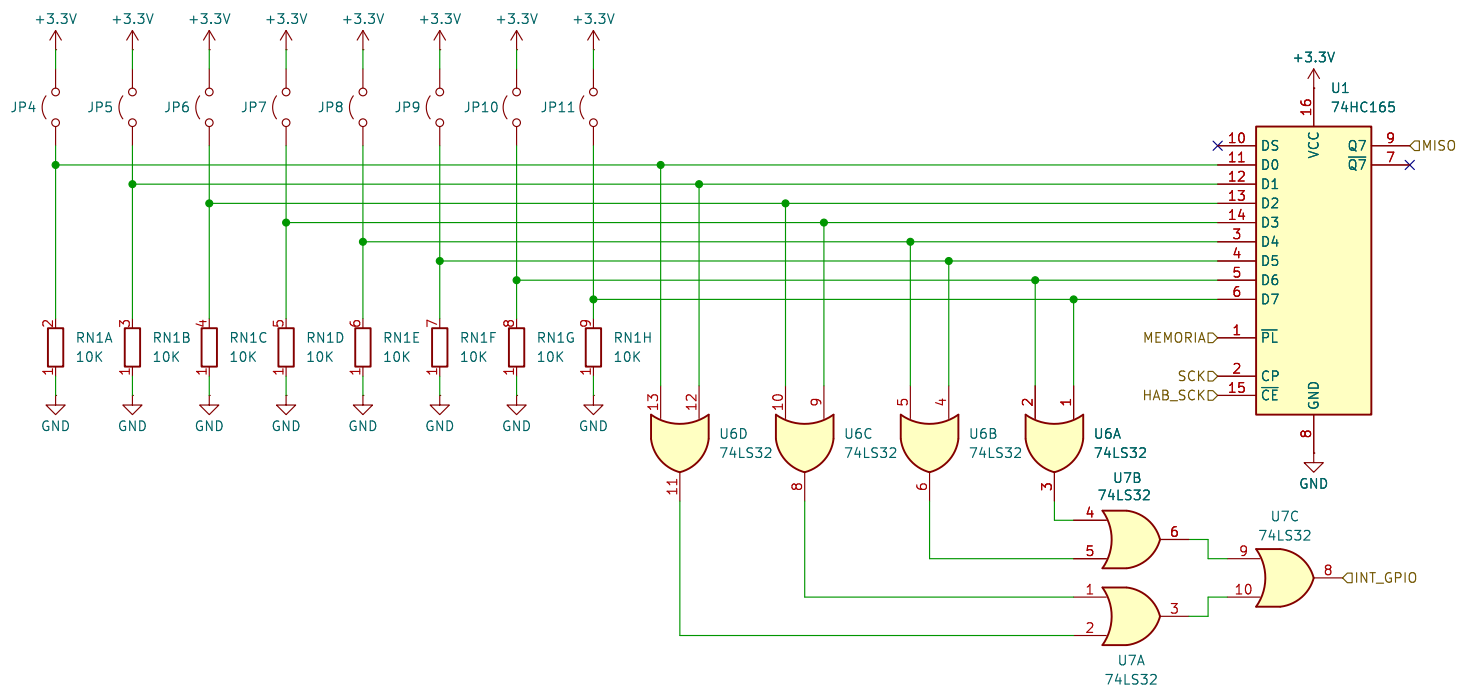 +3.3V +3.3V +3.3V +3.3V +3.3V +3.3V +3.3V +3.3V
JP4 JP5 JP6 JP7 JP8 JP9 JP10 JP11
+3.3V
U1
74HC165
16
VCC
10 DS Q7 9 MISO
11 D0 Q7 7
12 D1
13 D2
14 D3
3 D4
4 D5
5 D6
6 D7
MEMORIA 1 PL
SCK 2 CP
HAB_SCK 15 CE
GND
8
GND
2 3 4 5 6 7 8 9
RN1A RN1B RN1C RN1D RN1E RN1F RN1G RN1H
10K 10K 10K 10K 10K 10K 10K 10K
1 1 1 1 1 1 1 1
GND GND GND GND GND GND GND GND
13 12 10 9 5 4 2 1
U6D U6C U6B U6A
74LS32 74LS32 74LS32 74LS32
11 8 6 3
U7B
74LS32
4 6
5
U7C
74LS32
9 8 INT_GPIO
10
1 3
2
U7A
74LS32